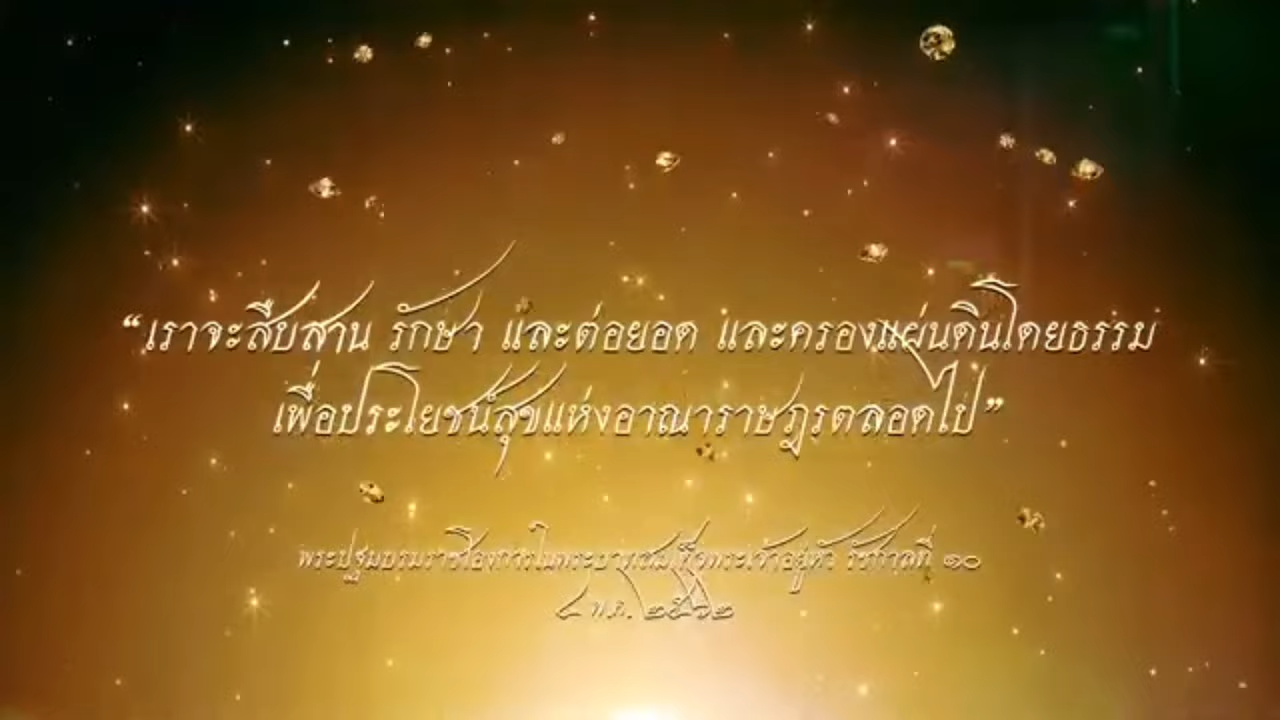 “เราจะสืบสาน รักษา และต่อยอด และครองแผ่นดินโดยธรรม
เพื่อประโยชน์สุขแห่งอาณาราษฎรตลอดไป”
พระปฐมบรมราชโองการในพระบาทสมเด็จพระเจ้าอยู่หัว รัชกาลที่ ๑๐
๔ พ.ค. ๒๕๖๒